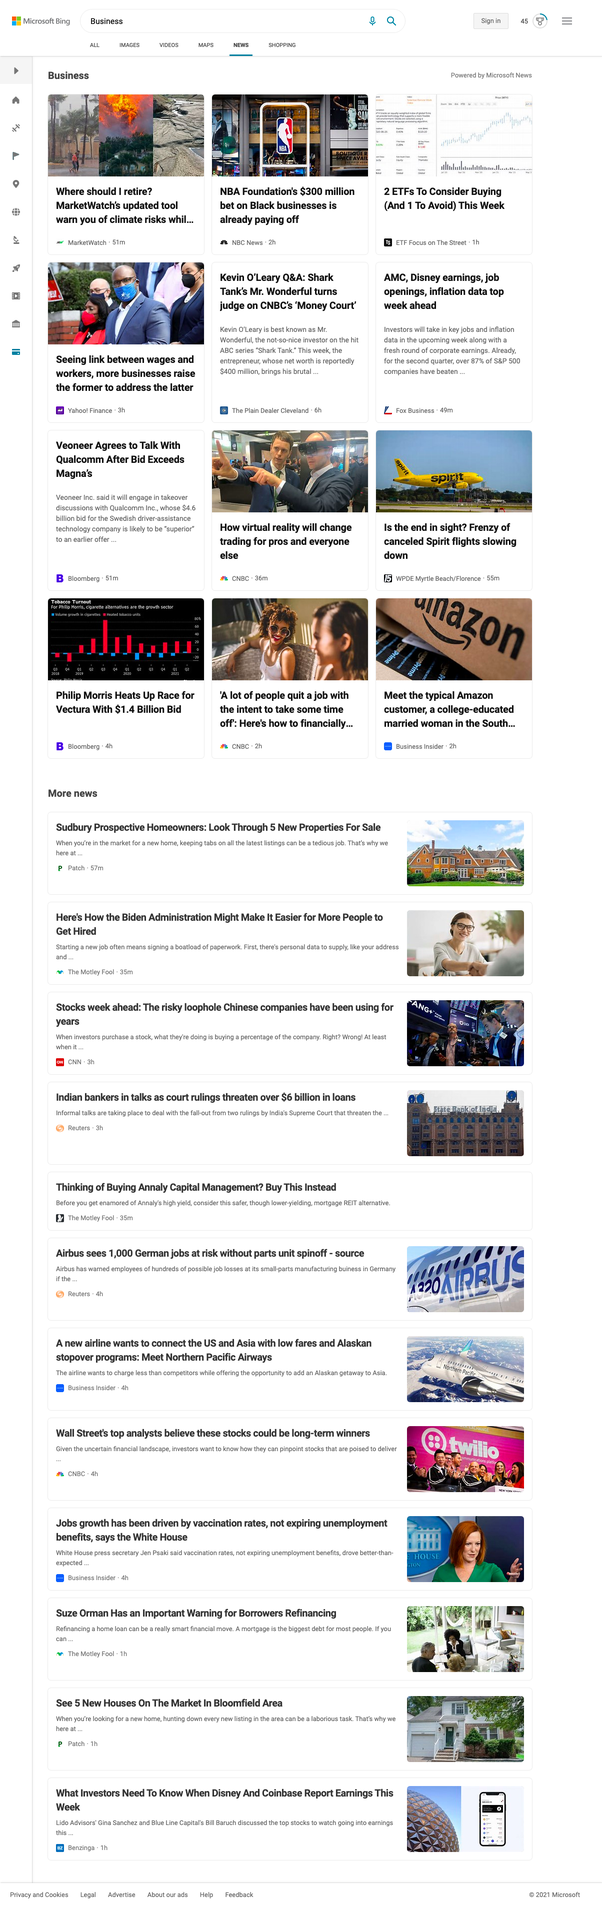 Microsoft Bing
Business
Sign in
45
ALL
IMAGES
VIDEOS
MAPS
NEWS
SHOPPING
Business
Powered by Microsoft News
Where should I retire?
MarketWatch's updated tool
warn you of climate risks whil...
MarketWatch · 51m
NBA
NBA Foundation's $300 million
bet on Black businesses is
already paying off
NBC News · 2h
2 ETFs To Consider Buying
(And 1 To Avoid) This Week
ETF Focus on The Street · 1h
Seeing link between wages and
workers, more businesses raise
the former to address the latter
Yahoo! Finance · 3h
Kevin O'Leary Q&A: Shark
Tank's Mr. Wonderful turns
judge on CNBC's 'Money Court'
Kevin O'Leary is best known as Mr.
Wonderful, the not-so-nice investor on the hit
ABC series "Shark Tank." This week, the
entrepreneur, whose net worth is reportedly
$400 million, brings his brutal ...
The Plain Dealer Cleveland · 6h
AMC, Disney earnings, job
openings, inflation data top
week ahead
Investors will take in key jobs and inflation
data in the upcoming week along with a
fresh round of corporate earnings. Already,
for the second quarter, over 87% of S&P 500
companies have beaten ...
Fox Business · 49m
Veoneer Agrees to Talk With
Qualcomm After Bid Exceeds
Magna's
Veoneer Inc. said it will engage in takeover
discussions with Qualcomm Inc., whose $4.6
billion bid for the Swedish driver-assistance
technology company is likely to be "superior"
to an earlier offer ...
Bloomberg · 51m
How virtual reality will change
trading for pros and everyone
else
CNBC · 36m
spirit
Is the end in sight? Frenzy of
canceled Spirit flights slowing
down
WPDE Myrtle Beach/Florence · 55m
Tobacco Turnout
For Philip Morris, cigarette alternatives are the growth sector
Volume growth in cigarettes
Heated tobacco units
Philip Morris Heats Up Race for
Vectura With $1.4 Billion Bid
Bloomberg · 4h
'A lot of people quit a job with
the intent to take some time
off': Here's how to financially...
CNBC · 2h
amazon
Meet the typical Amazon
customer, a college-educated
married woman in the South...
Business Insider · 2h
More news
Sudbury Prospective Homeowners: Look Through 5 New Properties For Sale
When you're in the market for a new home, keeping tabs on all the latest listings can be a tedious job. That's why we
here at ...
Patch · 57m
Here's How the Biden Administration Might Make It Easier for More People to
Get Hired
Starting a new job often means signing a boatload of paperwork. First, there's personal data to supply, like your address
and ...
The Motley Fool · 35m
Stocks week ahead: The risky loophole Chinese companies have been using for
years
When investors purchase a stock, what they're doing is buying a percentage of the company. Right? Wrong! At least
when it ...
CNN · 3h
Indian bankers in talks as court rulings threaten over $6 billion in loans
Informal talks are taking place to deal with the fall-out from two rulings by India's Supreme Court that threaten the ...
Reuters · 3h
State Bank of India
Thinking of Buying Annaly Capital Management? Buy This Instead
Before you get enamored of Annaly's high yield, consider this safer, though lower-yielding, mortgage REIT alternative.
The Motley Fool · 35m
Airbus sees 1,000 German jobs at risk without parts unit spinoff - source
Airbus has warned employees of hundreds of possible job losses at its small-parts manufacturing business in Germany
if the ...
Reuters · 4h
A320 AIRBUS
A new airline wants to connect the US and Asia with low fares and Alaskan
stopover programs: Meet Northern Pacific Airways
The airline wants to charge less than competitors while offering the opportunity to add an Alaskan getaway to Asia.
Business Insider · 4h
Wall Street's top analysts believe these stocks could be long-term winners
Given the uncertain financial landscape, investors want to know how they can pinpoint stocks that are poised to deliver
...
CNBC · 4h
twilio
Jobs growth has been driven by vaccination rates, not expiring unemployment
benefits, says the White House
White House press secretary Jen Psaki said vaccination rates, not expiring unemployment benefits, drove better-than-
expected ...
Business Insider · 4h
Suze Orman Has an Important Warning for Borrowers Refinancing
Refinancing a home loan can be a really smart financial move. A mortgage is the biggest debt for most people. If you
can ...
The Motley Fool · 1h
See 5 New Houses On The Market In Bloomfield Area
When you're looking for a new home, hunting down every new listing in the area can be a laborious task. That's why we
here at ...
Patch · 1h
What Investors Need To Know When Disney And Coinbase Report Earnings This
Week
Lido Advisors' Gina Sanchez and Blue Line Capital's Bill Baruch discussed the top stocks to watch going into earnings
this ...
Benzinga · 1h
Privacy and Cookies
Legal
Advertise
About our ads
Help
Feedback
© 2021 Microsoft